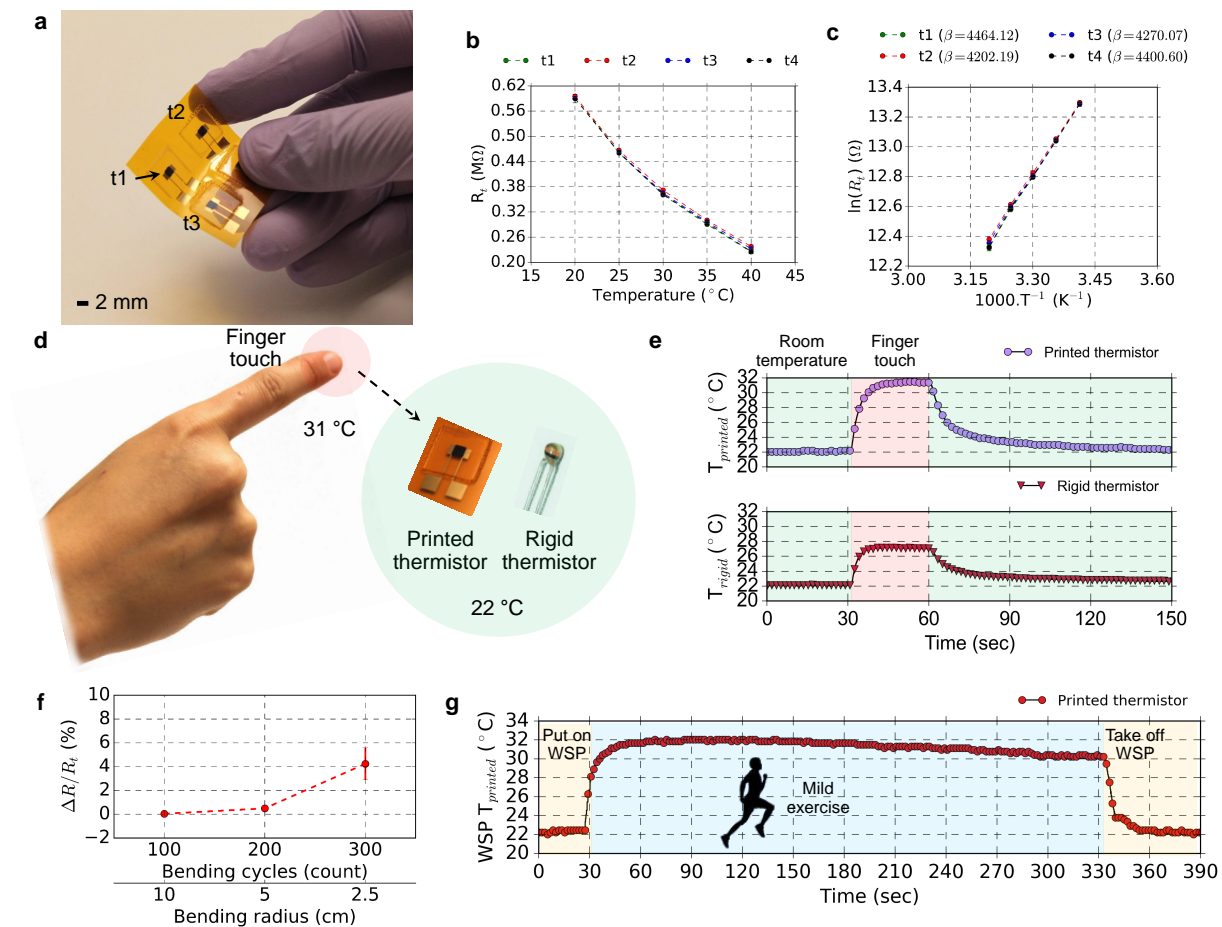 a
t2
t1
t3
2 mm
b
t1 t2 t3 t4
R_t (MΩ)
0.62
0.56
0.50
0.44
0.38
0.32
0.26
0.20
15 20 25 30 35 40 45
Temperature (°C)
c
t1 (β=4464.12) t3 (β=4270.07)
t2 (β=4202.19) t4 (β=4400.60)
ln(R_t) (Ω)
13.4
13.2
13.0
12.8
12.6
12.4
12.2
3.00 3.15 3.30 3.45 3.60
1000.T⁻¹ (K⁻¹)
d
Finger
touch
31 °C
Printed
thermistor
Rigid
thermistor
22 °C
e
Room
temperature
Finger
touch
Printed thermistor
T_printed (°C)
32
30
28
26
24
22
20
Rigid thermistor
T_rigid (°C)
32
30
28
26
24
22
20
0 30 60 90 120 150
Time (sec)
f
ΔR/R_t (%)
10
8
6
4
2
0
−2
100 200 300
Bending cycles (count)
10 5 2.5
Bending radius (cm)
g
Printed thermistor
WSP T_printed (°C)
34
32
30
28
26
24
22
20
Put on
WSP
Mild
exercise
Take off
WSP
0 30 60 90 120 150 180 210 240 270 300 330 360 390
Time (sec)